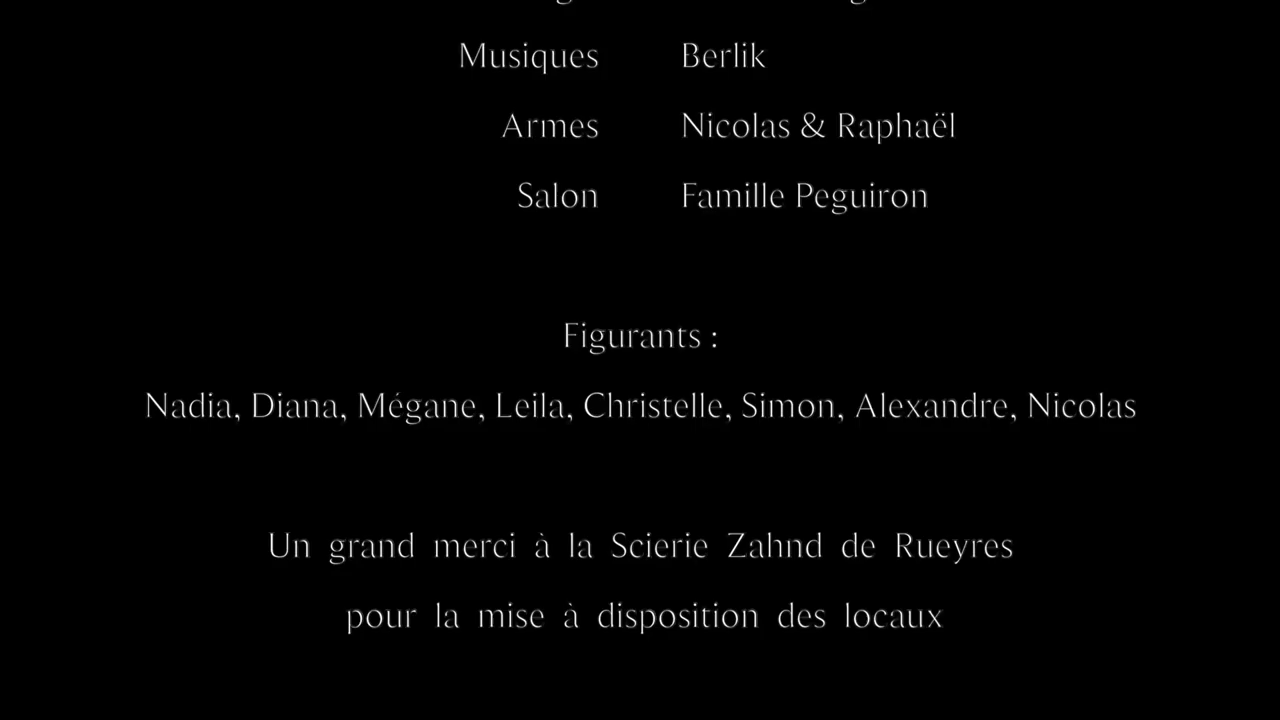 Musiques Berlik
Armes Nicolas & Raphaël
Salon Famille Peguiron
Figurants :
Nadia, Diana, Mégane, Leila, Christelle, Simon, Alexandre, Nicolas
Un grand merci à la Scierie Zahnd de Rueyres
pour la mise à disposition des locaux